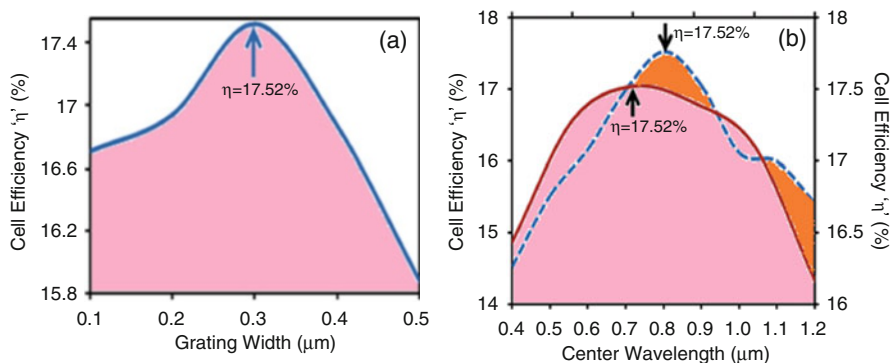 (a)
Cell Efficiency 'η' (%)
17.4
17
16.6
16.2
15.8
η=17.52%
0.1 0.2 0.3 0.4 0.5
Grating Width (μm)
(b)
Cell Efficiency 'η' (%)
18
17
16
15
14
η=17.52%
η=17.52%
18
17.5
17
16.5
16
Cell Efficiency 'η' (%)
0.4 0.5 0.6 0.7 0.8 0.9 1.0 1.1 1.2
Center Wavelength (μm)